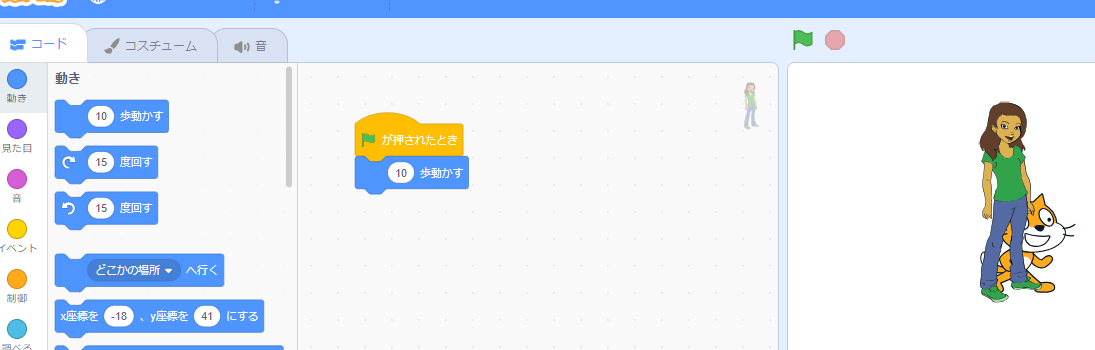 コード
コスチューム
音
動き
見た目
音
イベント
制御
調べる
動き
10 歩動かす
15 度回す
15 度回す
どこかの場所 へ行く
x座標を -18 、y座標を 41 にする
が押されたとき
10 歩動かす